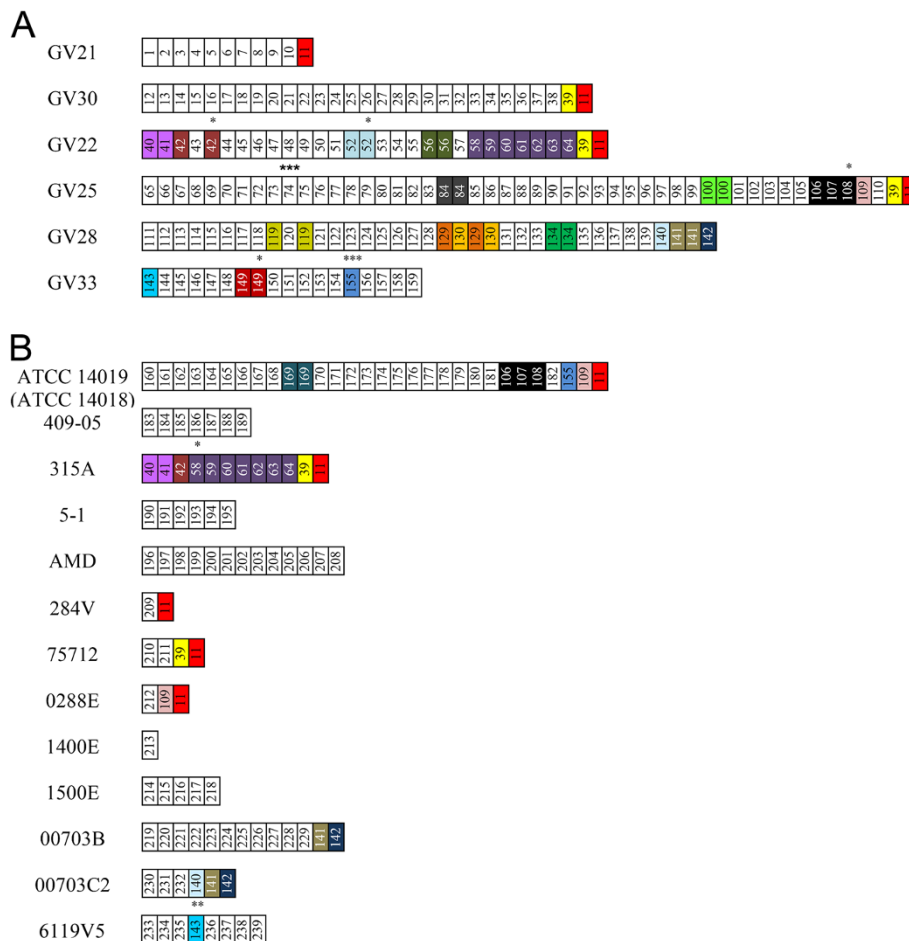 A
GV21 1 2 3 4 5 6 7 8 9 10 11
GV30 12 13 14 15 16 17 18 19 20 21 22 23 24 25 26 27 28 29 30 31 32 33 34 35 36 37 38 39 11
* *
GV22 40 41 42 43 42 44 45 46 47 48 49 50 51 52 52 53 54 55 56 56 57 58 59 60 61 62 63 64 39 11
*** *
GV25 65 66 67 68 69 70 71 72 73 74 75 76 77 78 79 80 81 82 83 84 84 85 86 87 88 89 90 91 92 93 94 95 96 97 98 99 100 100 101 102 103 104 105 106 107 108 109 110 39 11
GV28 111 112 113 114 115 116 117 118 119 120 119 121 122 123 124 125 126 127 128 129 130 129 130 131 132 133 134 134 135 136 137 138 139 140 141 141 142
* ***
GV33 143 144 145 146 147 148 149 149 150 151 152 153 154 155 156 157 158 159
B
ATCC 14019 160 161 162 163 164 165 166 167 168 169 169 170 171 172 173 174 175 176 177 178 179 180 181 106 107 108 182 155 109 11
(ATCC 14018)
409-05 183 184 185 186 187 188 189
*
315A 40 41 42 58 59 60 61 62 63 64 39 11
5-1 190 191 192 193 194 195
AMD 196 197 198 199 200 201 202 203 204 205 206 207 208
284V 209 11
75712 210 211 39 11
0288E 212 109 11
1400E 213
1500E 214 215 216 217 218
00703B 219 220 221 222 223 224 225 226 227 228 229 141 142
00703C2 230 231 232 140 141 142
**
6119V5 233 234 235 143 236 237 238 239